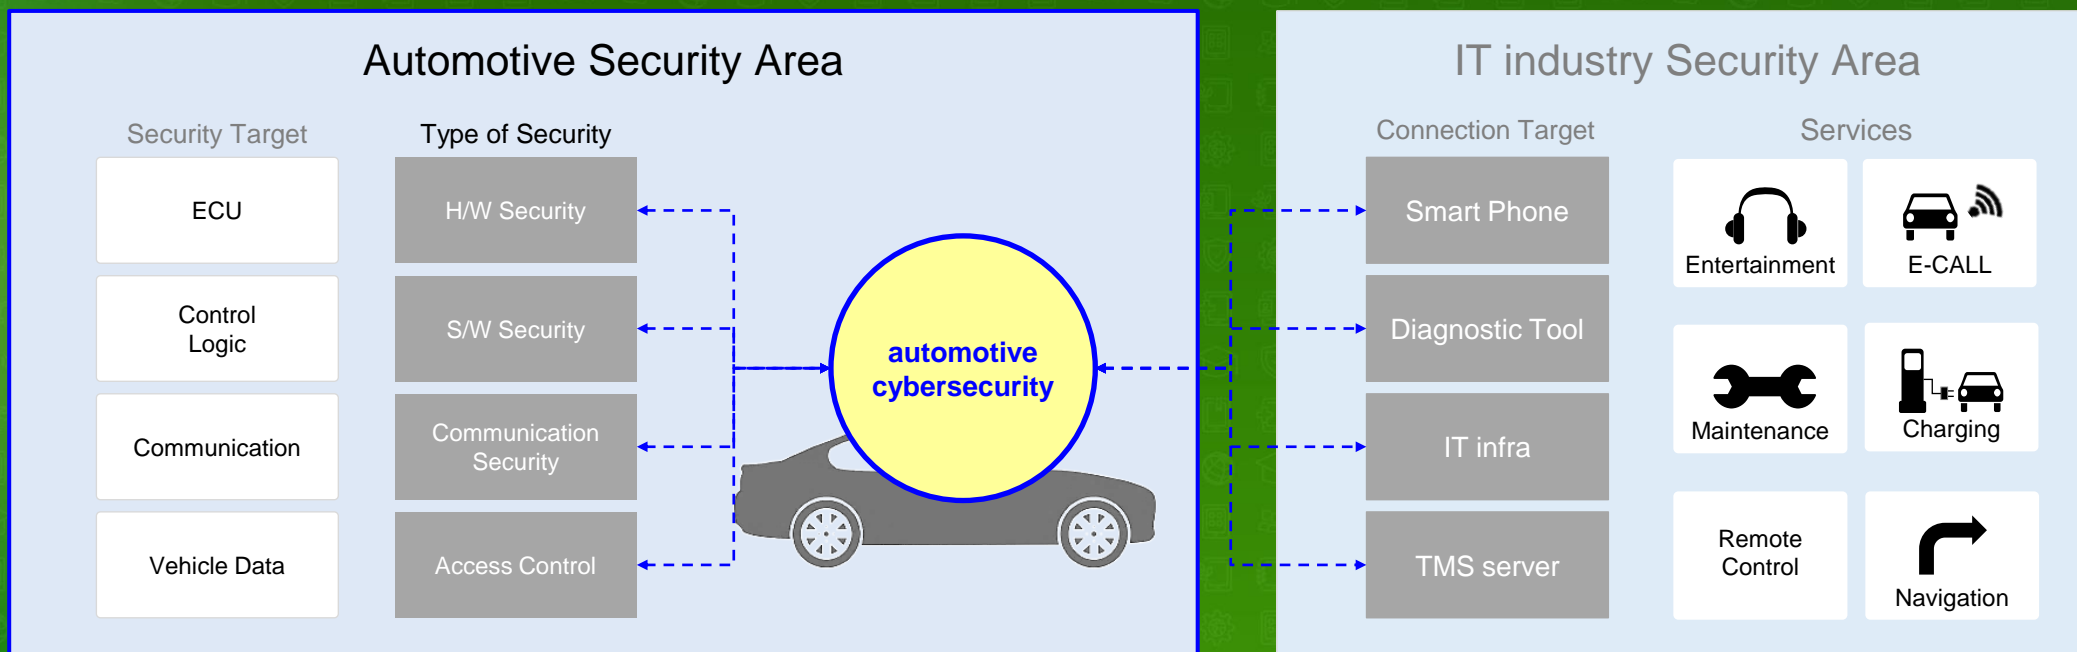 Automotive Security Area
Security Target
Type of Security
ECU
H/W Security
Control
Logic
S/W Security
Communication
Communication
Security
Vehicle Data
Access Control
automotive
cybersecurity
IT industry Security Area
Connection Target
Services
Smart Phone
Diagnostic Tool
IT infra
TMS server
Entertainment
E-CALL
Maintenance
Charging
Remote
Control
Navigation